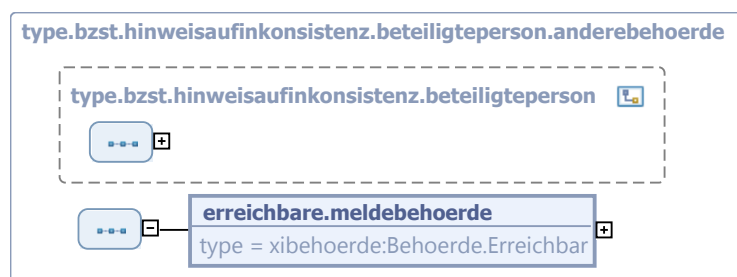 type.bzst.hinweisaufinkonsistenz.beteiligteperson.anderebehoerde
type.bzst.hinweisaufinkonsistenz.beteiligteperson
erreichbare.meldebehoerde
type = xibehoerde:Behoerde.Erreichbar